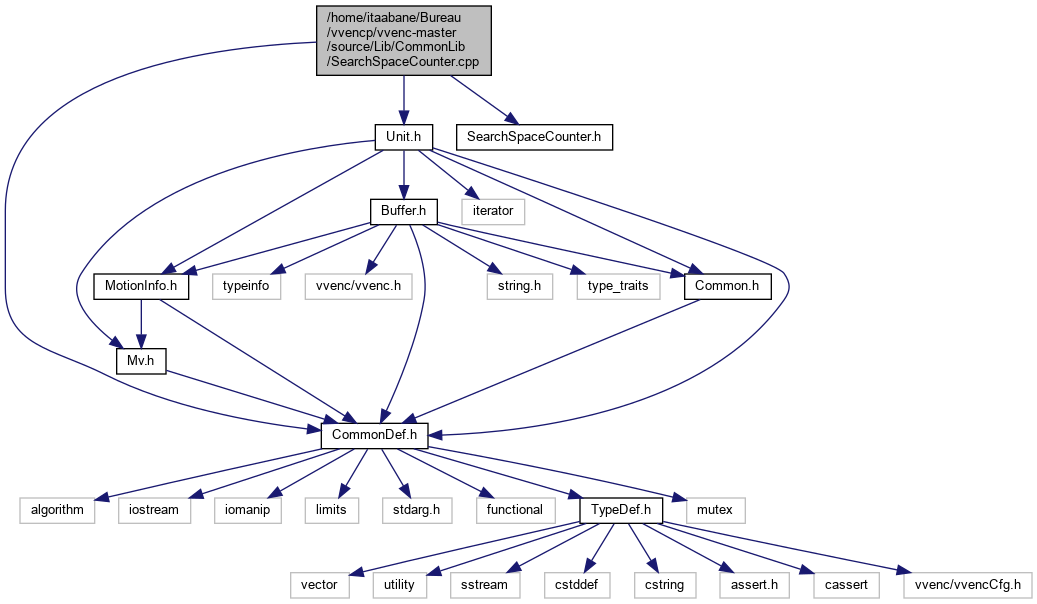 /home/itaabane/Bureau
/vvencp/vvenc-master
/source/Lib/CommonLib
/SearchSpaceCounter.cpp
Unit.h
SearchSpaceCounter.h
Buffer.h
iterator
MotionInfo.h
typeinfo
vvenc/vvenc.h
string.h
type_traits
Common.h
Mv.h
CommonDef.h
algorithm
iostream
iomanip
limits
stdarg.h
functional
TypeDef.h
mutex
vector
utility
sstream
cstddef
cstring
assert.h
cassert
vvenc/vvencCfg.h